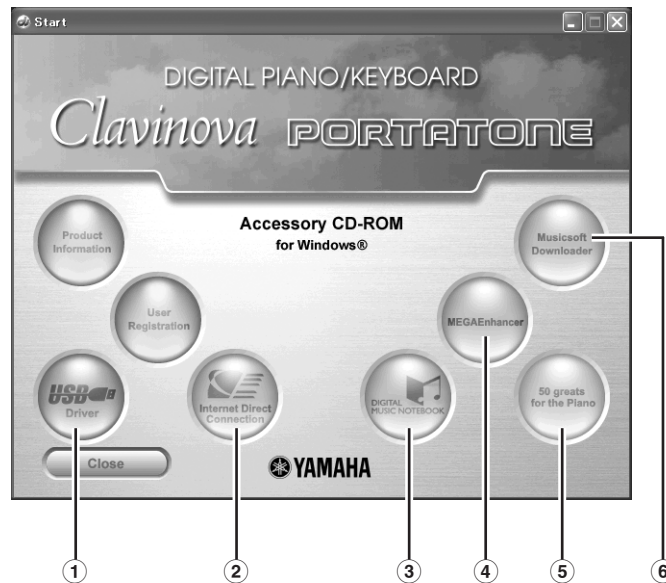 Start
DIGITAL PIANO/KEYBOARD
Clavinova PORTATONE
Accessory CD-ROM
for Windows®
Product
Information
Musicsoft
Downloader
User
Registration
MEGAEnhancer
USB
Driver
Internet Direct
Connection
DIGITAL
MUSIC NOTEBOOK
50 greats
for the Piano
Close
YAMAHA
① ② ③ ④ ⑤ ⑥